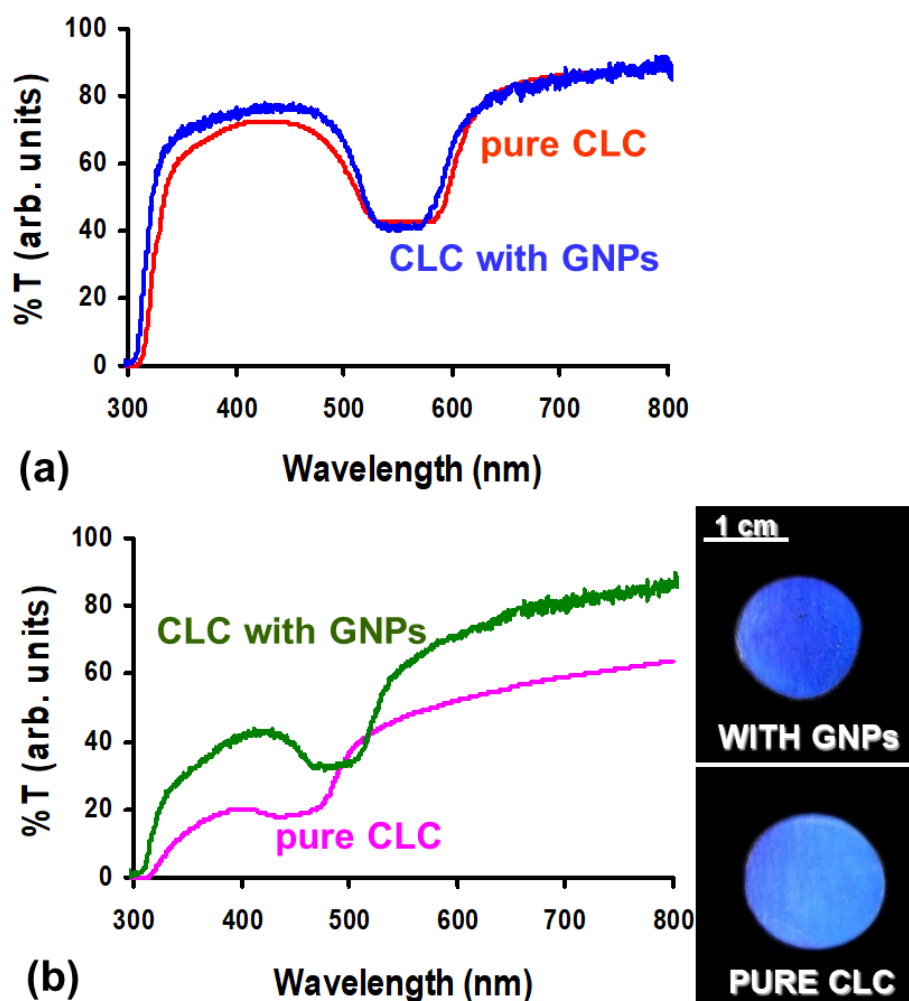 100
80
60
40
20
0
% T (arb. units)
pure CLC
CLC with GNPs
300 400 500 600 700 800
Wavelength (nm)
(a)
100
80
60
40
20
0
% T (arb. units)
CLC with GNPs
pure CLC
300 400 500 600 700 800
Wavelength (nm)
(b)
1 cm
WITH GNPs
PURE CLC